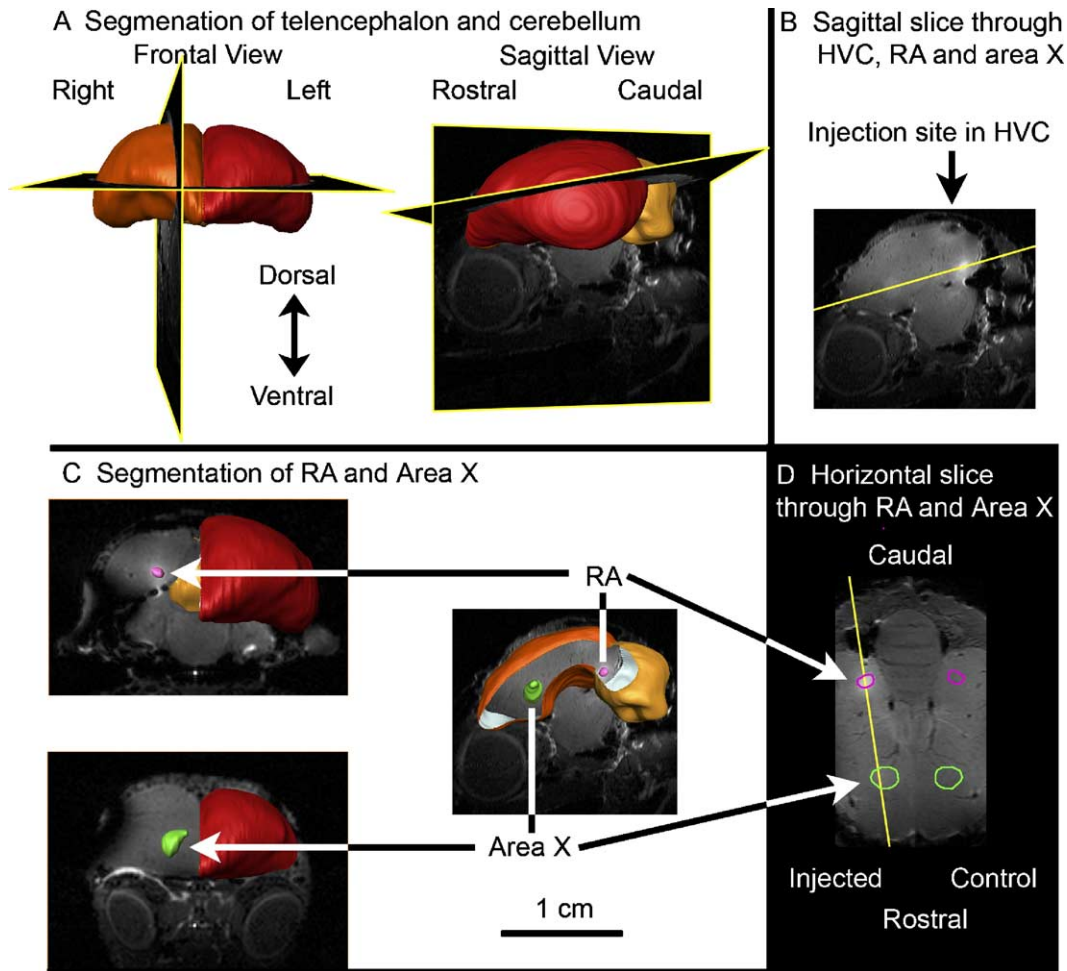 A Segmenation of telencephalon and cerebellum
Frontal View
Right
Left
Sagittal View
Rostral
Caudal
Dorsal
Ventral
B Sagittal slice through
HVC, RA and area X
Injection site in HVC
C Segmentation of RA and Area X
RA
Area X
1 cm
D Horizontal slice
through RA and Area X
Caudal
Injected
Control
Rostral